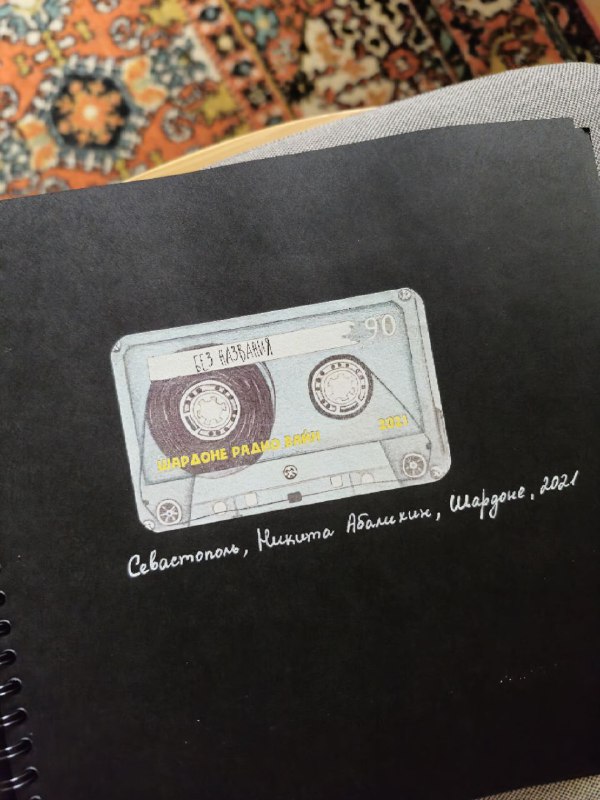 90
БЕЗ НАЗВАНИЯ
ШАРДОНЕ РАДИО ВАЙН 2021
Севастополь, Никита Абалихин, Шардоне, 2021